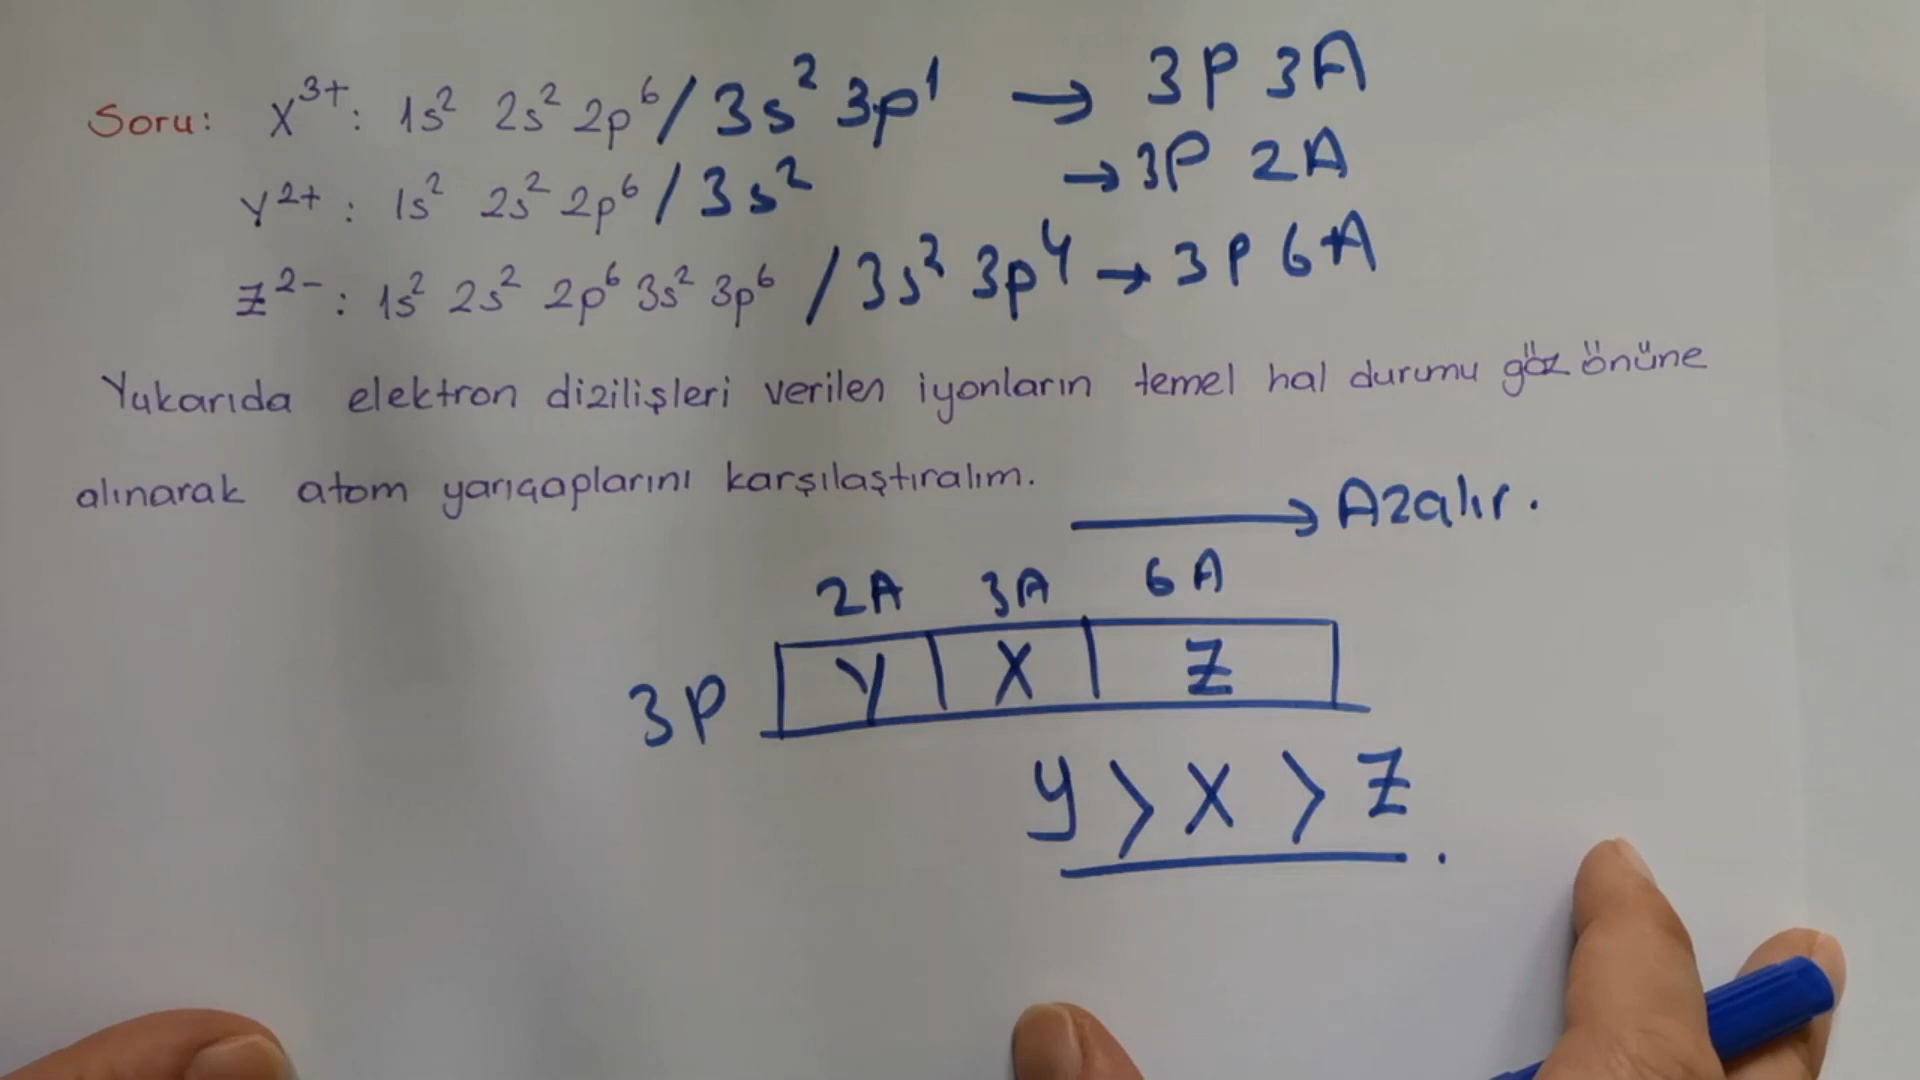 Soru: X³⁺: 1s² 2s² 2p⁶ / 3s² 3p¹ → 3P 3A
Y²⁺: 1s² 2s² 2p⁶ / 3s² → 3P 2A
Z²⁻: 1s² 2s² 2p⁶ 3s² 3p⁶ / 3s² 3p⁴ → 3P 6A
Yukarıda elektron dizilişleri verilen iyonların temel hal durumu göz önüne
alınarak atom yarıçaplarını karşılaştıralım.
→ Azalır.
2A 3A 6A
3P Y X Z
Y > X > Z .